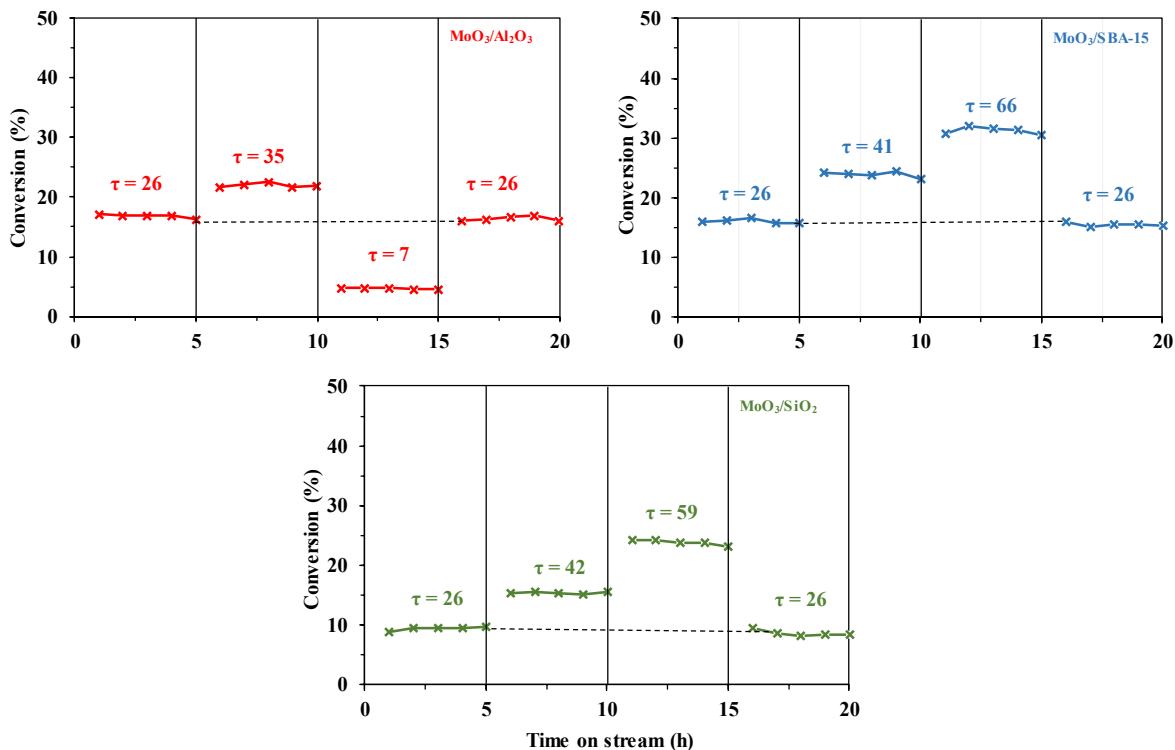 MoO₃/Al₂O₃
Conversion (%)
50
40
30
20
10
0
τ = 26
τ = 35
τ = 7
τ = 26
0 5 10 15 20
MoO₃/SBA-15
Conversion (%)
50
40
30
20
10
0
τ = 26
τ = 41
τ = 66
τ = 26
0 5 10 15 20
MoO₃/SiO₂
Conversion (%)
50
40
30
20
10
0
τ = 26
τ = 42
τ = 59
τ = 26
0 5 10 15 20
Time on stream (h)